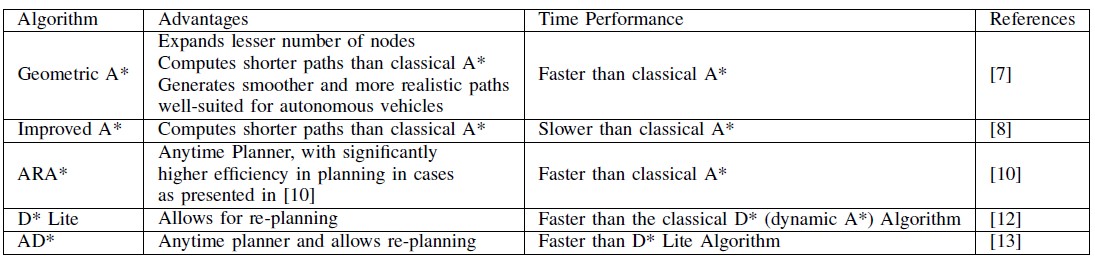 Algorithm Advantages Time Performance References
Expands lesser number of nodes
Computes shorter paths than classical A*
Geometric A* Generates smoother and more realistic paths Faster than classical A* [7]
well-suited for autonomous vehicles
Improved A* Computes shorter paths than classical A* Slower than classical A* [8]
Anytime Planner, with significantly
ARA* higher efficiency in planning in cases Faster than classical A* [10]
as presented in [10]
D* Lite Allows for re-planning Faster than the classical D* (dynamic A*) Algorithm [12]
AD* Anytime planner and allows re-planning Faster than D* Lite Algorithm [13]